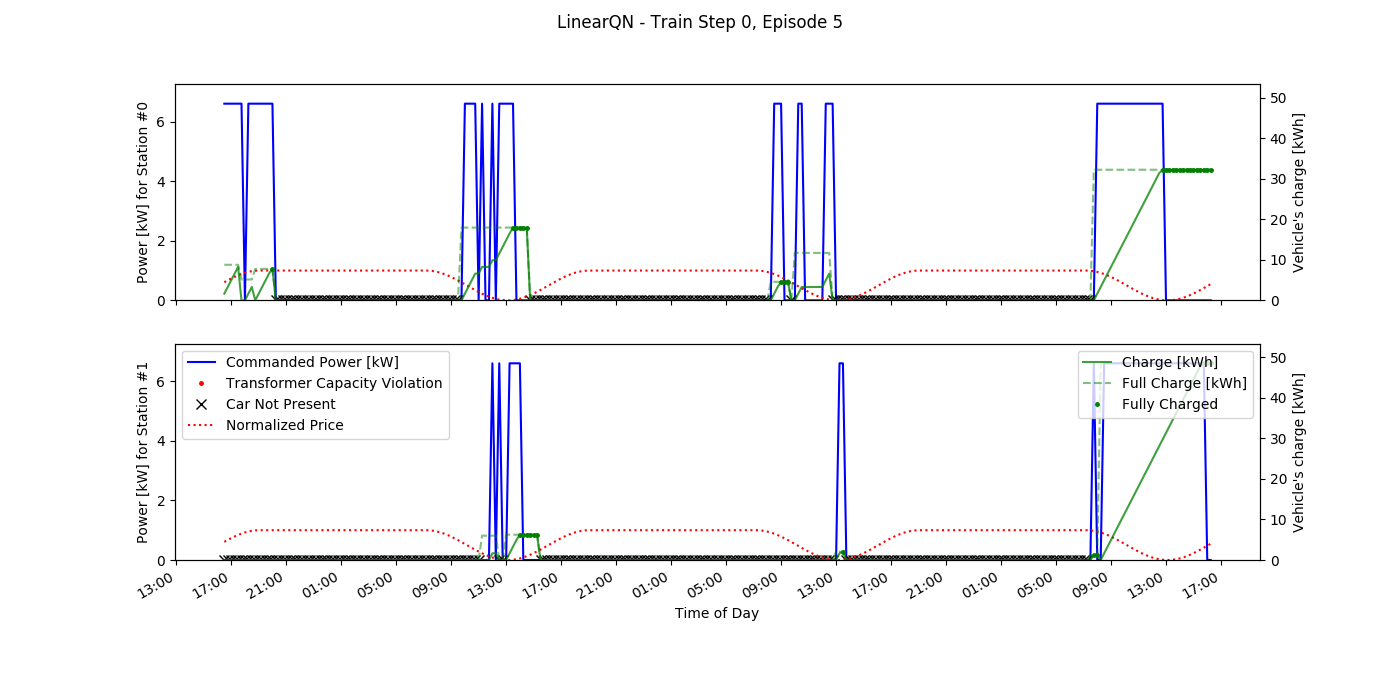 LinearQN - Train Step 0, Episode 5
Power [kW] for Station #0
6
4
2
0
50
40
30
20
10
0
Vehicle's charge [kWh]
Power [kW] for Station #1
6
4
2
0
Commanded Power [kW]
Transformer Capacity Violation
Car Not Present
Normalized Price
Charge [kWh]
Full Charge [kWh]
Fully Charged
50
40
30
20
10
0
Vehicle's charge [kWh]
13:00 17:00 21:00 01:00 05:00 09:00 13:00 17:00 21:00 01:00 05:00 09:00 13:00 17:00 21:00 01:00 05:00 09:00 13:00 17:00
Time of Day